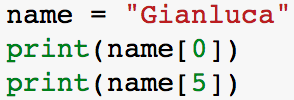 name = "Gianluca"
print(name[0])
print(name[5])